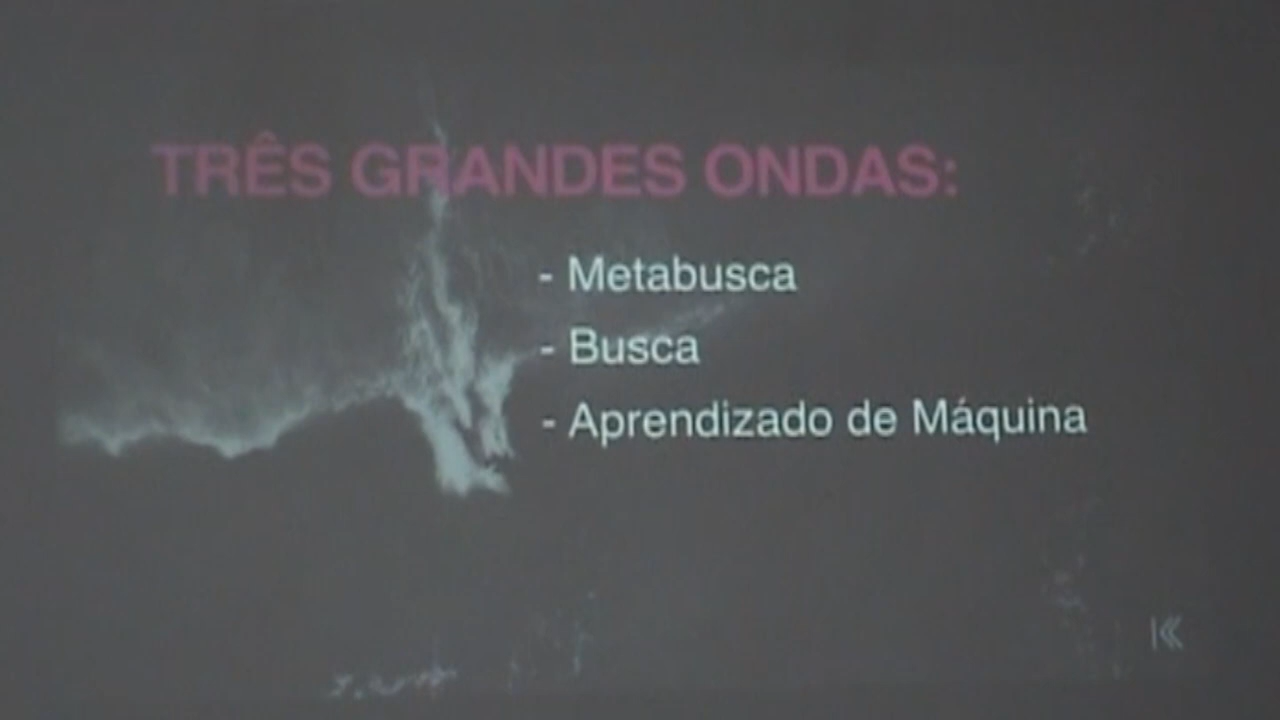 TRÊS GRANDES ONDAS:
- Metabusca
- Busca
- Aprendizado de Máquina